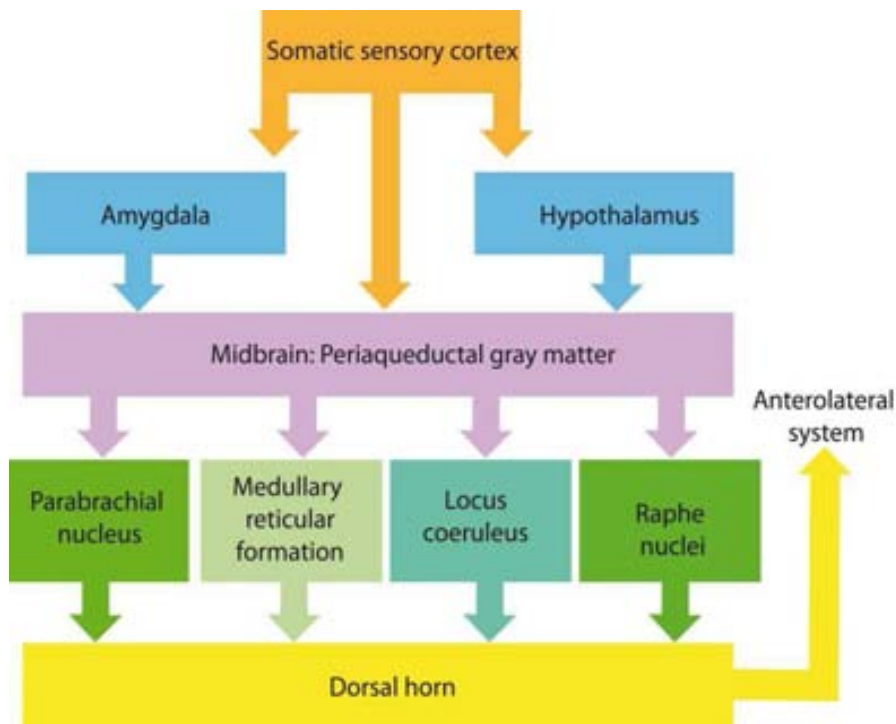 Somatic sensory cortex
Amygdala
Hypothalamus
Midbrain: Periaqueductal gray matter
Anterolateral
system
Parabrachial
nucleus
Medullary
reticular
formation
Locus
coeruleus
Raphe
nuclei
Dorsal horn